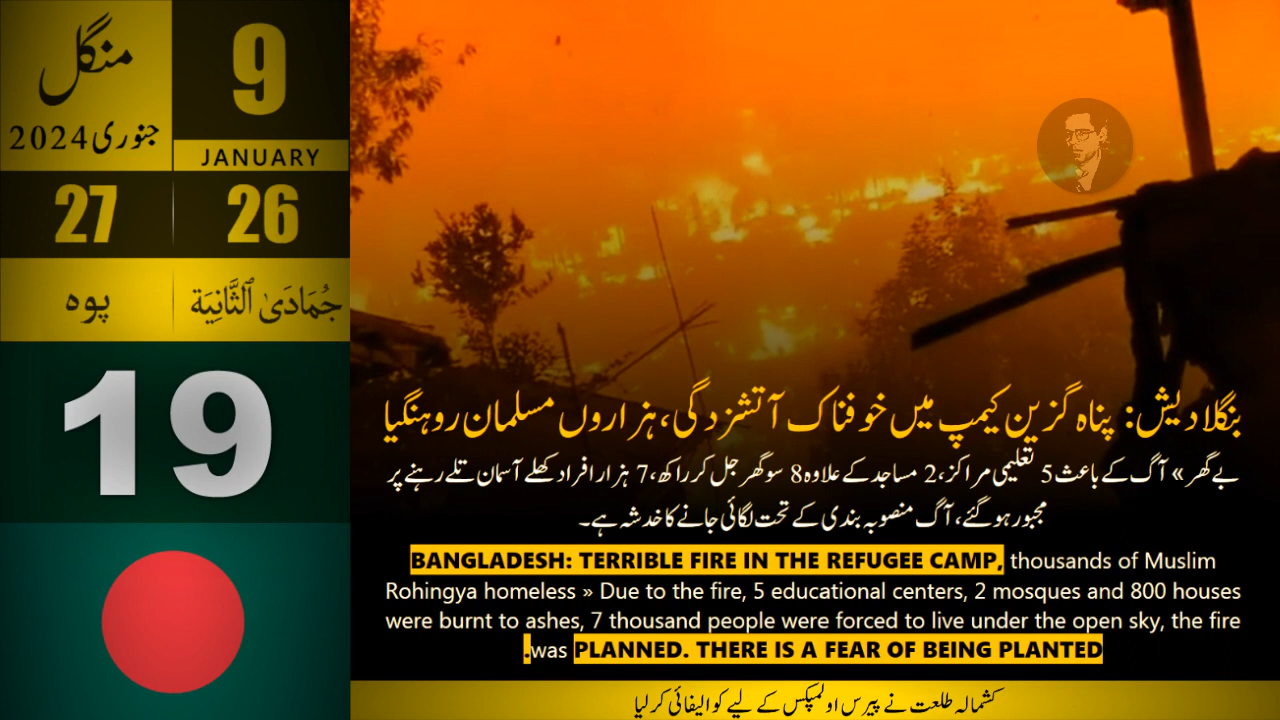 منگل
جنوری 2024
9
JANUARY
27
26
پوہ
جُمَادَىٰ ٱلثَّانِيَة
19
بنگلادیش: پناہ گزین کیمپ میں خوفناک آتشزدگی، ہزاروں مسلمان روہنگیا
بے گھر » آگ کے باعث 5 تعلیمی مراکز، 2 مساجد کے علاوہ 8 سو گھر جل کر راکھ، 7 ہزار افراد کھلے آسمان تلے رہنے پر
مجبور ہو گئے، آگ منصوبہ بندی کے تحت لگائی جانے کا خدشہ ہے۔
BANGLADESH: TERRIBLE FIRE IN THE REFUGEE CAMP, thousands of Muslim
Rohingya homeless » Due to the fire, 5 educational centers, 2 mosques and 800 houses
were burnt to ashes, 7 thousand people were forced to live under the open sky, the fire
.was PLANNED. THERE IS A FEAR OF BEING PLANTED
کشمالہ طلعت نے پیرس اولمپکس کے لیے کوالیفائی کر لیا